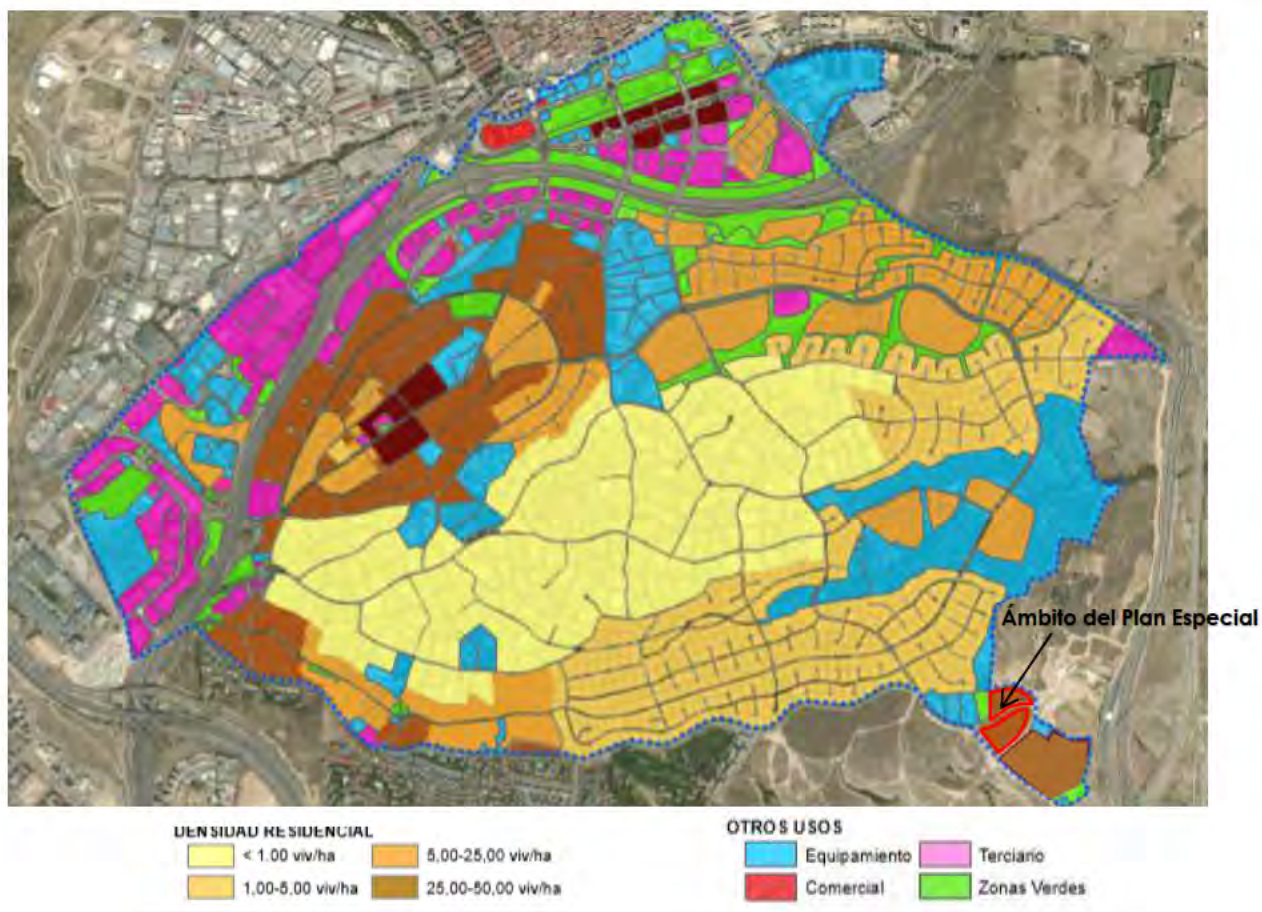 Ámbito del Plan Especial
DENSIDAD RESIDENCIAL
< 1.00 viv/ha
5,00-25,00 viv/ha
1,00-5,00 viv/ha
25,00-50,00 viv/ha
OTROS USOS
Equipamiento
Terciario
Comercial
Zonas Verdes